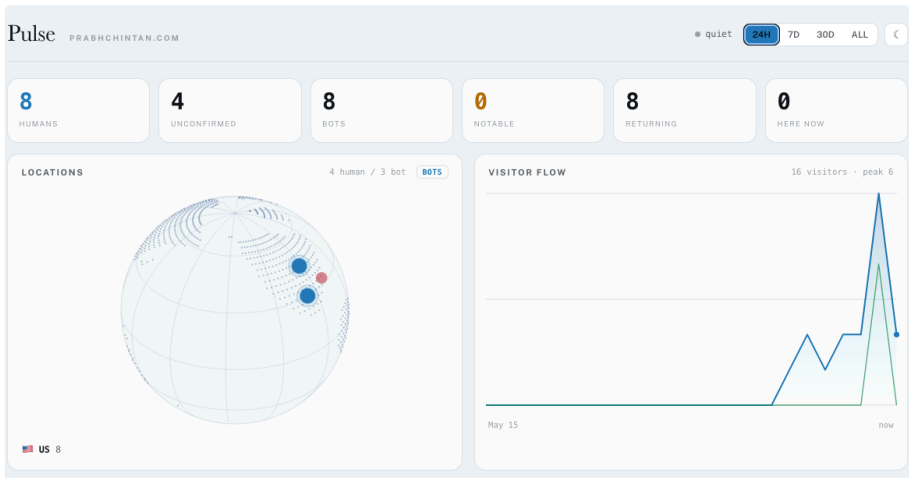 Pulse PRABHCHINTAN.COM
quiet 24H 7D 30D ALL
8 4 8 0 8 0
HUMANS UNCONFIRMED BOTS NOTABLE RETURNING HERE NOW
LOCATIONS 4 human / 3 bot BOTS
VISITOR FLOW 16 visitors · peak 6
May 15 now
US 8